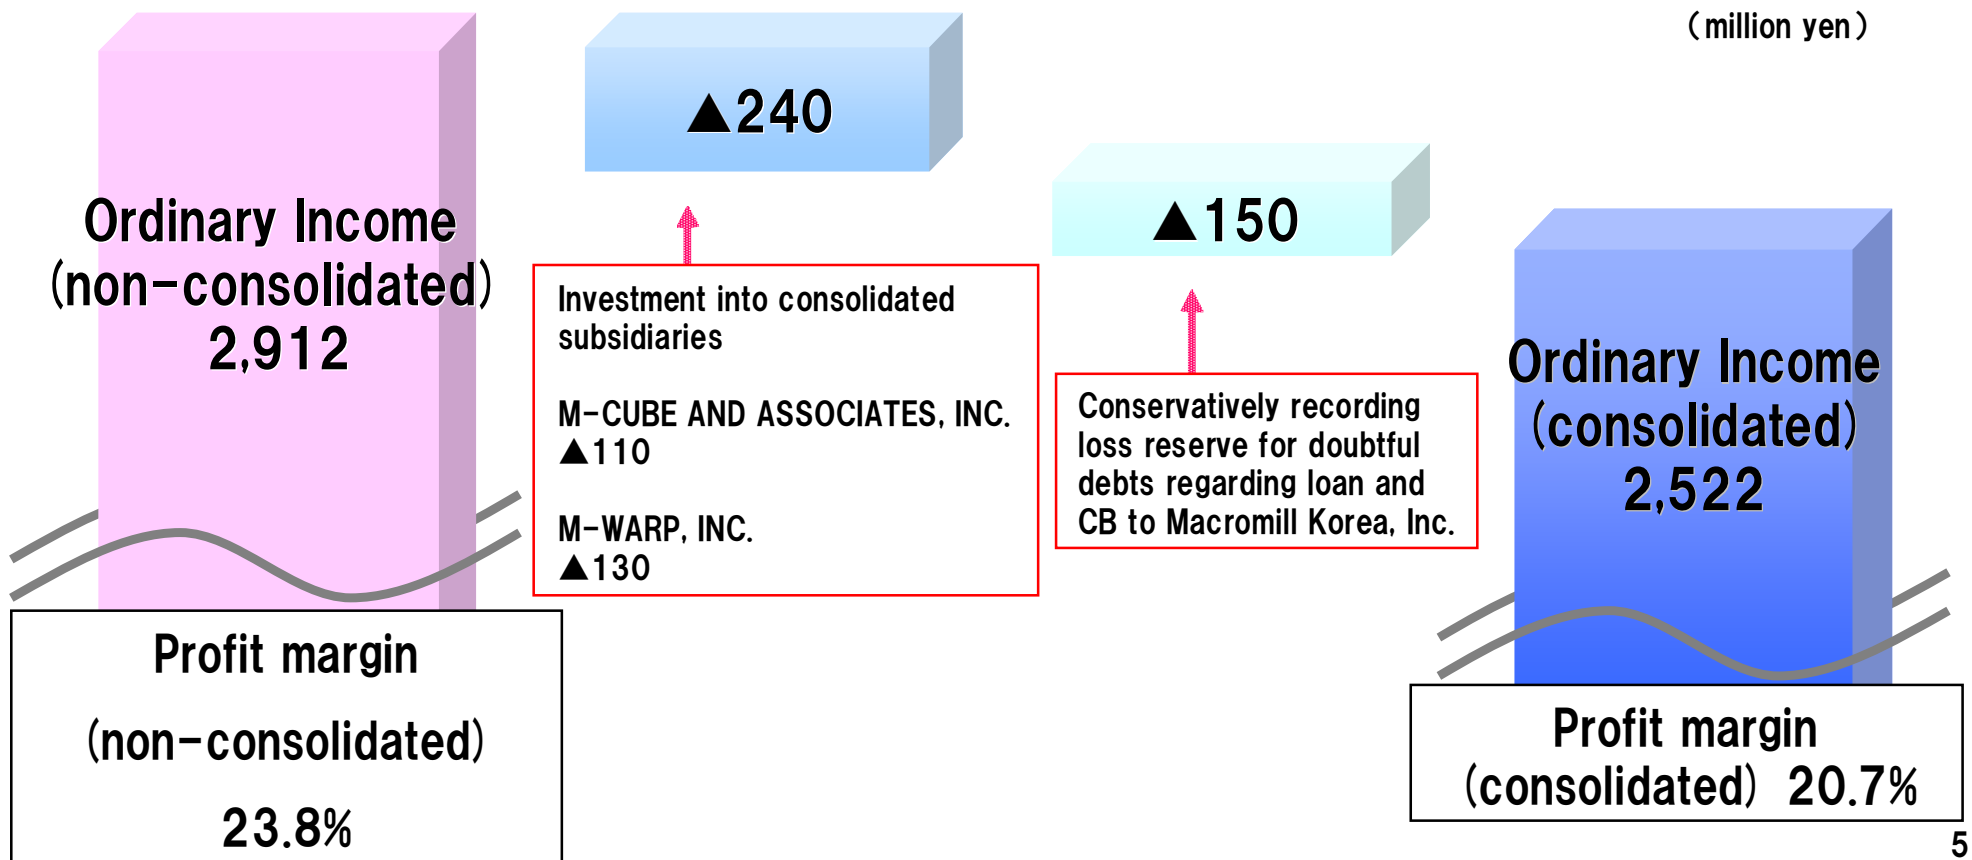 （million yen）
Ordinary Income
(non-consolidated)
2,912
▲240
Investment into consolidated
subsidiaries
M-CUBE AND ASSOCIATES, INC.
▲110
M-WARP, INC.
▲130
▲150
Conservatively recording
loss reserve for doubtful
debts regarding loan and
CB to Macromill Korea, Inc.
Ordinary Income
(consolidated)
2,522
Profit margin
(non-consolidated)
23.8%
Profit margin
(consolidated) 20.7%
5